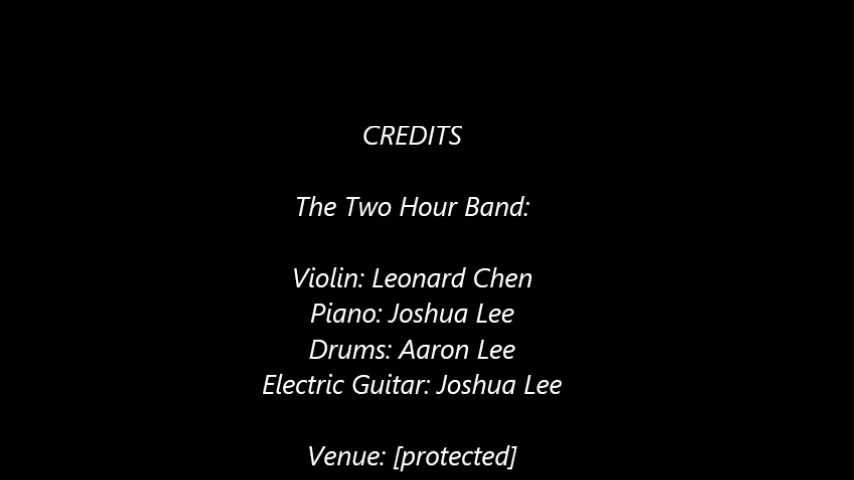 CREDITS
The Two Hour Band:
Violin: Leonard Chen
Piano: Joshua Lee
Drums: Aaron Lee
Electric Guitar: Joshua Lee
Venue: [protected]